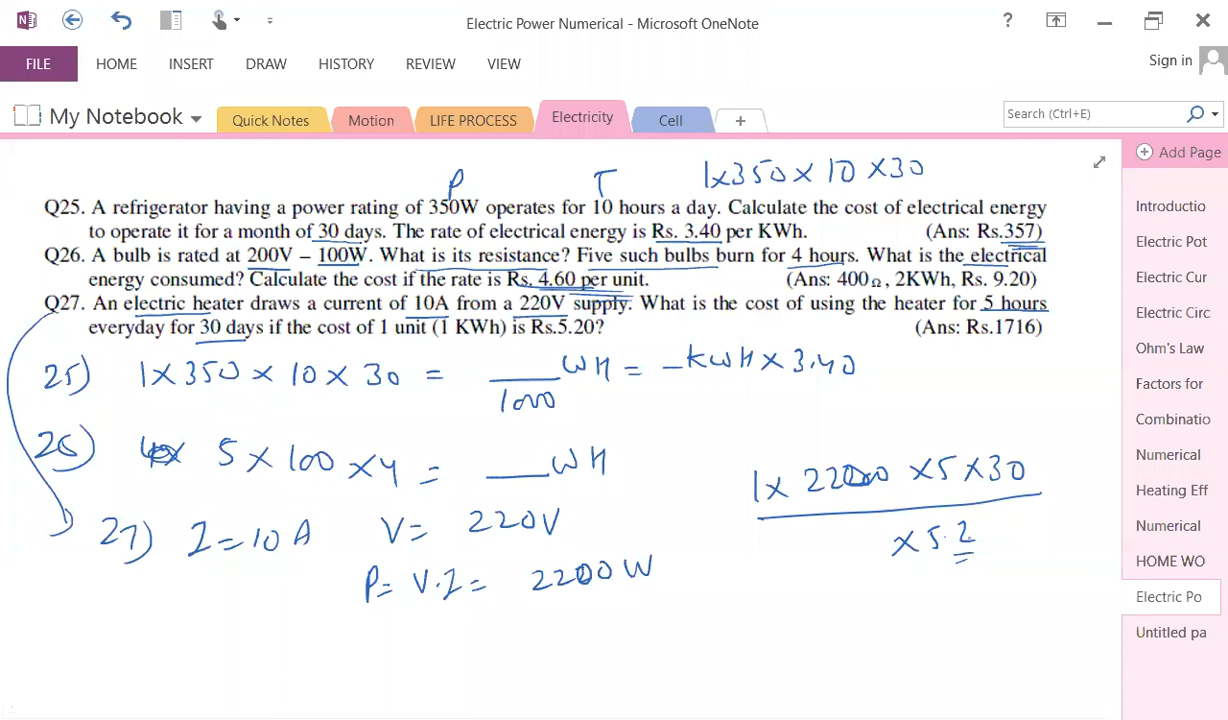 Electric Power Numerical - Microsoft OneNote
?
FILE HOME INSERT DRAW HISTORY REVIEW VIEW
Sign in
My Notebook Quick Notes Motion LIFE PROCESS Electricity Cell + Search (Ctrl+E)
Add Page
P T 1x350x 10 x30
Q25. A refrigerator having a power rating of 350W operates for 10 hours a day. Calculate the cost of electrical energy
to operate it for a month of 30 days. The rate of electrical energy is Rs. 3.40 per KWh. (Ans: Rs.357)
Q26. A bulb is rated at 200V – 100W. What is its resistance? Five such bulbs burn for 4 hours. What is the electrical
energy consumed? Calculate the cost if the rate is Rs. 4.60 per unit. (Ans: 400Ω, 2KWh, Rs. 9.20)
Q27. An electric heater draws a current of 10A from a 220V supply. What is the cost of using the heater for 5 hours
everyday for 30 days if the cost of 1 unit (1 KWh) is Rs.5.20? (Ans: Rs.1716)
25) 1x 350 x 10 x 30 = ___WH = _KWH x 3.40
1000
26) 5 x 100 x4 = ___WH
1x 2200 x5 x30
x 5.2
27) I = 10 A V= 220V
P= V.I = 2200 W
Introductio
Electric Pot
Electric Cur
Electric Circ
Ohm's Law
Factors for
Combinatio
Numerical
Heating Eff
Numerical
HOME WO
Electric Po
Untitled pa